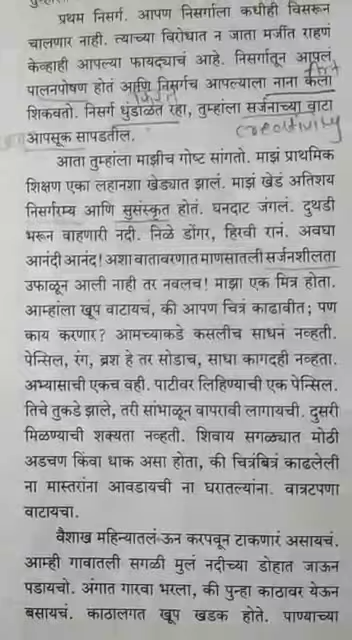 प्रथम निसर्ग. आपण निसर्गाला कधीही विसरून
चालणार नाही. त्याच्या विरोधात न जाता मर्जीत राहणं
केव्हाही आपल्या फायद्याचं आहे. निसर्गातून आपलं
पालनपोषण होतं आणि निसर्गच आपल्याला नाना कला
शिकवतो. निसर्ग धुंडाळत रहा, तुम्हांला सर्जनाच्या वाटा
आपसूक सापडतील.
creativity
आता तुम्हांला माझीच गोष्ट सांगतो. माझं प्राथमिक
शिक्षण एका लहानशा खेड्यात झालं. माझं खेडं अतिशय
निसर्गरम्य आणि सुसंस्कृत होतं. घनदाट जंगलं. दुथडी
भरून वाहणारी नदी. निळे डोंगर, हिरवी रानं. अवघा
आनंदी आनंद! अशा वातावरणात माणसातली सर्जनशीलता
उफाळून आली नाही तर नवलच! माझा एक मित्र होता.
आम्हांला खूप वाटायचं, की आपण चित्रं काढावीत; पण
काय करणार? आमच्याकडे कसलीच साधनं नव्हती.
पेन्सिल, रंग, ब्रश हे तर सोडाच, साधा कागदही नव्हता.
अभ्यासाची एकच वही. पाटीवर लिहिण्याची एक पेन्सिल.
तिचे तुकडे झाले, तरी सांभाळून वापरावी लागायची. दुसरी
मिळण्याची शक्यता नव्हती. शिवाय सगळ्यात मोठी
अडचण किंवा धाक असा होता, की चित्रंबित्रं काढलेली
ना मास्तरांना आवडायची ना घरातल्यांना. वात्रटपणा
वाटायचा.
वैशाख महिन्यातलं ऊन करपवून टाकणारं असायचं.
आम्ही गावातली सगळी मुलं नदीच्या डोहात जाऊन
पडायचो. अंगात गारवा भरला, की पुन्हा काठावर येऊन
बसायचं. काठालगत खूप खडक होते. पाण्याच्या